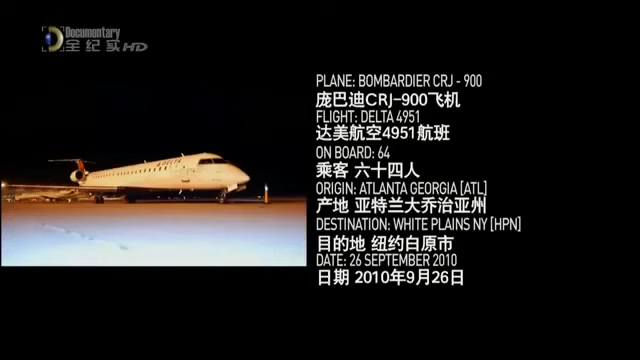 Documentary
全纪实HD
PLANE: BOMBARDIER CRJ - 900
庞巴迪CRJ-900飞机
FLIGHT: DELTA 4951
达美航空4951航班
ON BOARD: 64
乘客 六十四人
ORIGIN: ATLANTA GEORGIA [ATL]
产地 亚特兰大乔治亚州
DESTINATION: WHITE PLAINS NY [HPN]
目的地 纽约白原市
DATE: 26 SEPTEMBER 2010
日期 2010年9月26日
DELTA